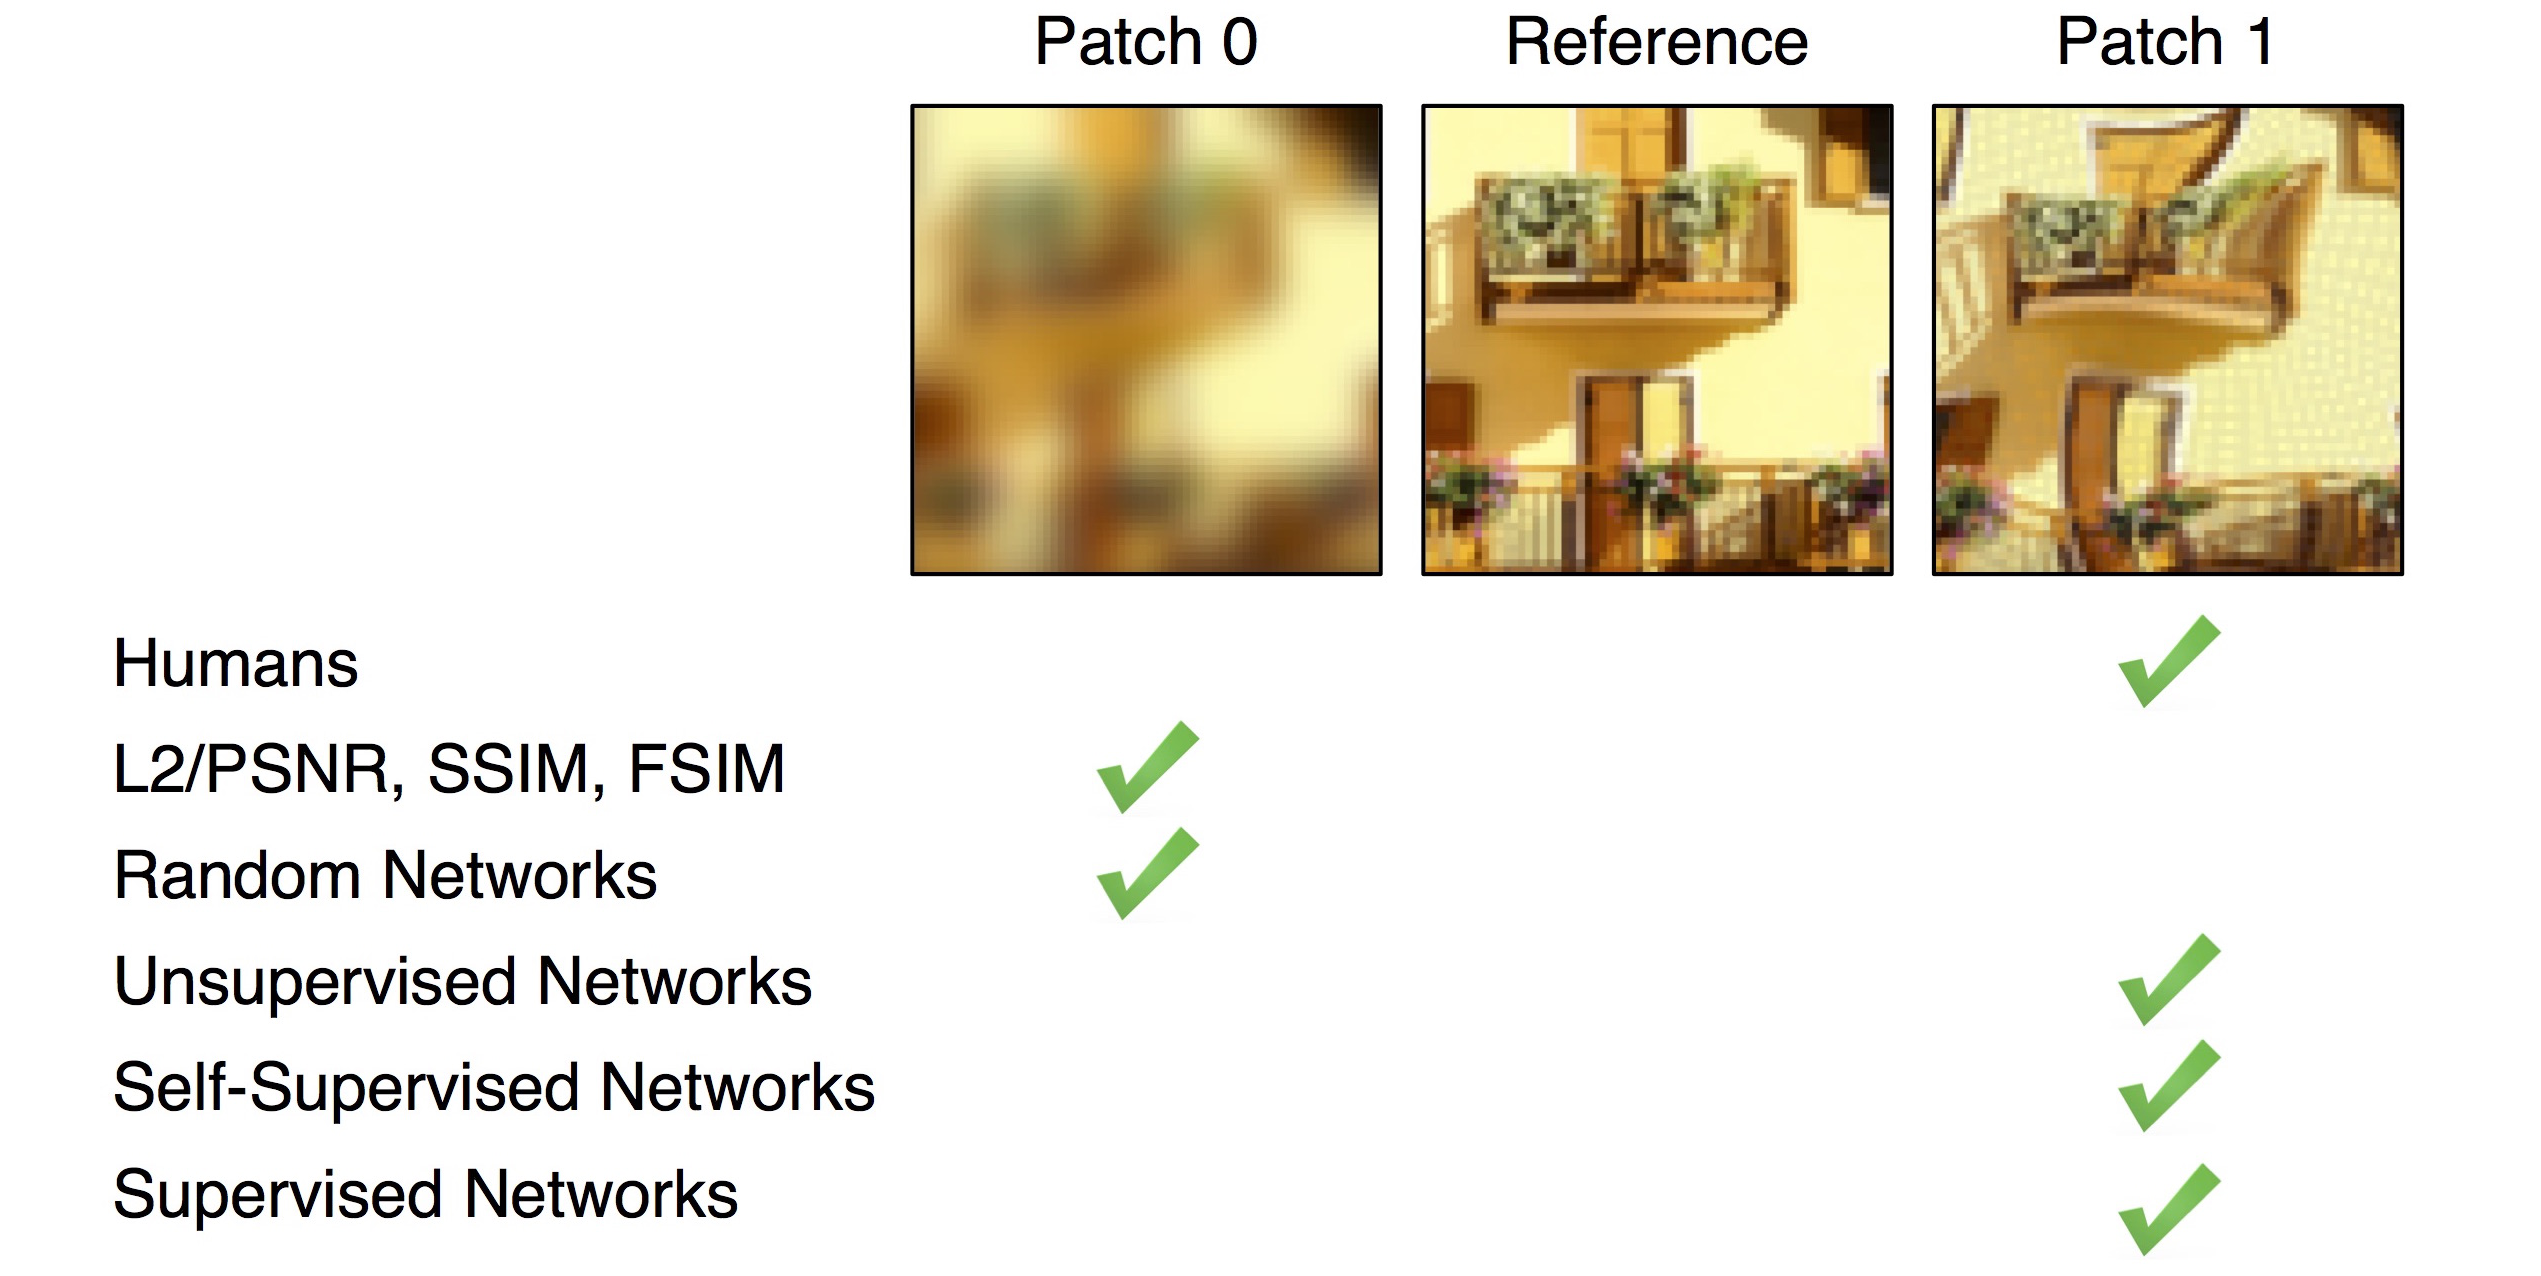 Patch 0 Reference Patch 1
Humans
L2/PSNR, SSIM, FSIM
Random Networks
Unsupervised Networks
Self-Supervised Networks
Supervised Networks